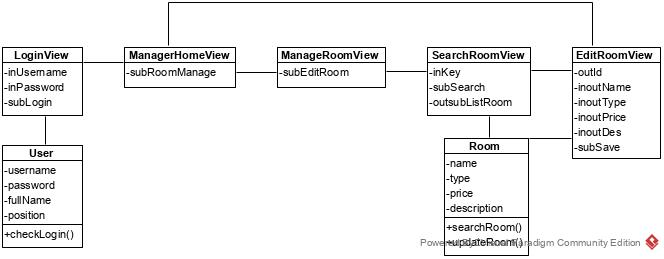 LoginView
-inUsername
-inPassword
-subLogin
ManagerHomeView
-subRoomManage
ManageRoomView
-subEditRoom
SearchRoomView
-inKey
-subSearch
-outsubListRoom
EditRoomView
-outId
-inoutName
-inoutType
-inoutPrice
-inoutDes
-subSave
User
-username
-password
-fullName
-position
+checkLogin()
Room
-name
-type
-price
-description
+searchRoom()
+updateRoom()
Powered By Visual Paradigm Community Edition